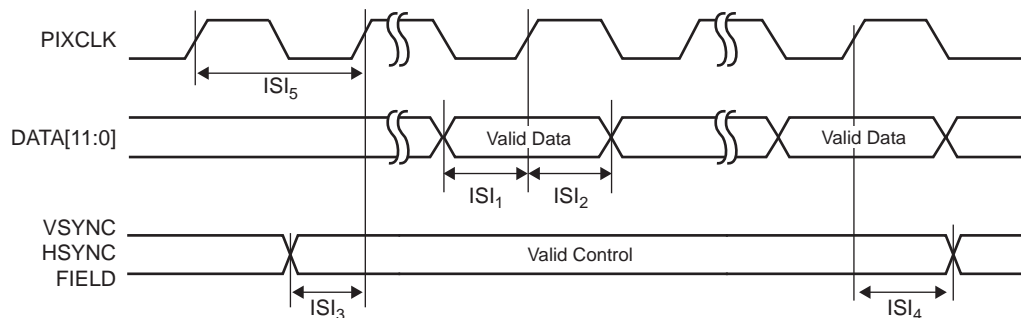 PIXCLK
ISI5
DATA[11:0]
Valid Data
Valid Data
ISI1
ISI2
VSYNC
HSYNC
FIELD
Valid Control
ISI3
ISI4